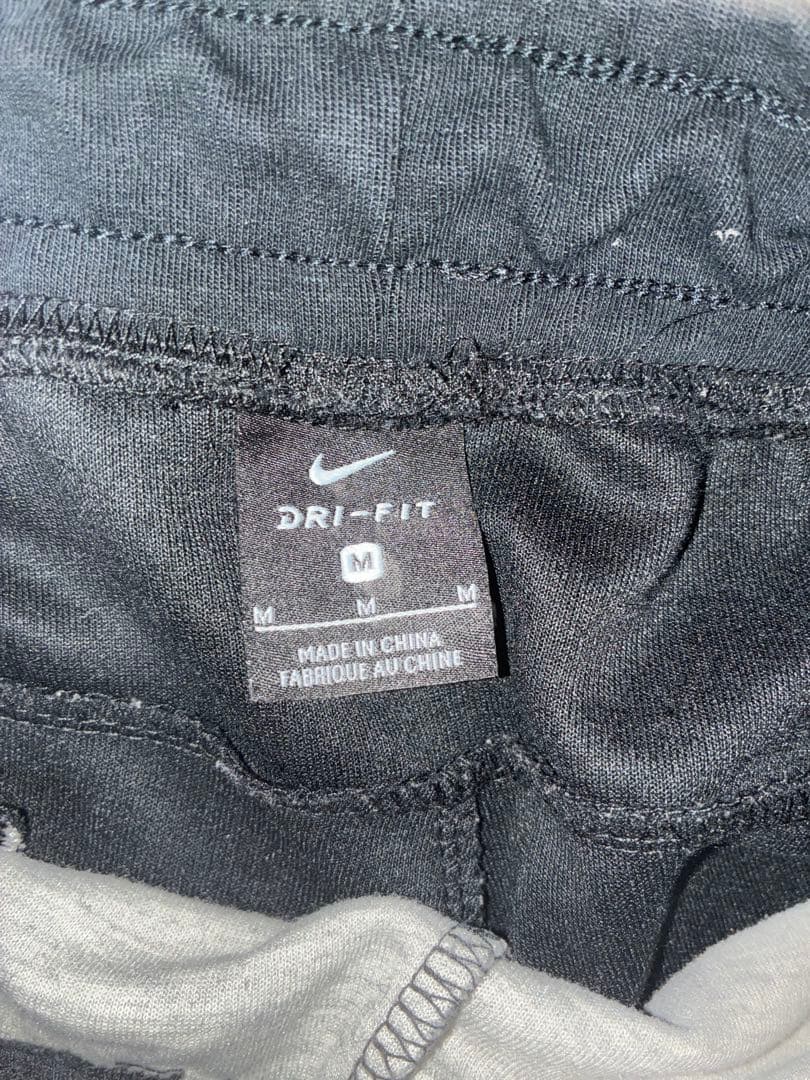 DRI-FIT
M
M M M
MADE IN CHINA
FABRIQUE AU CHINE